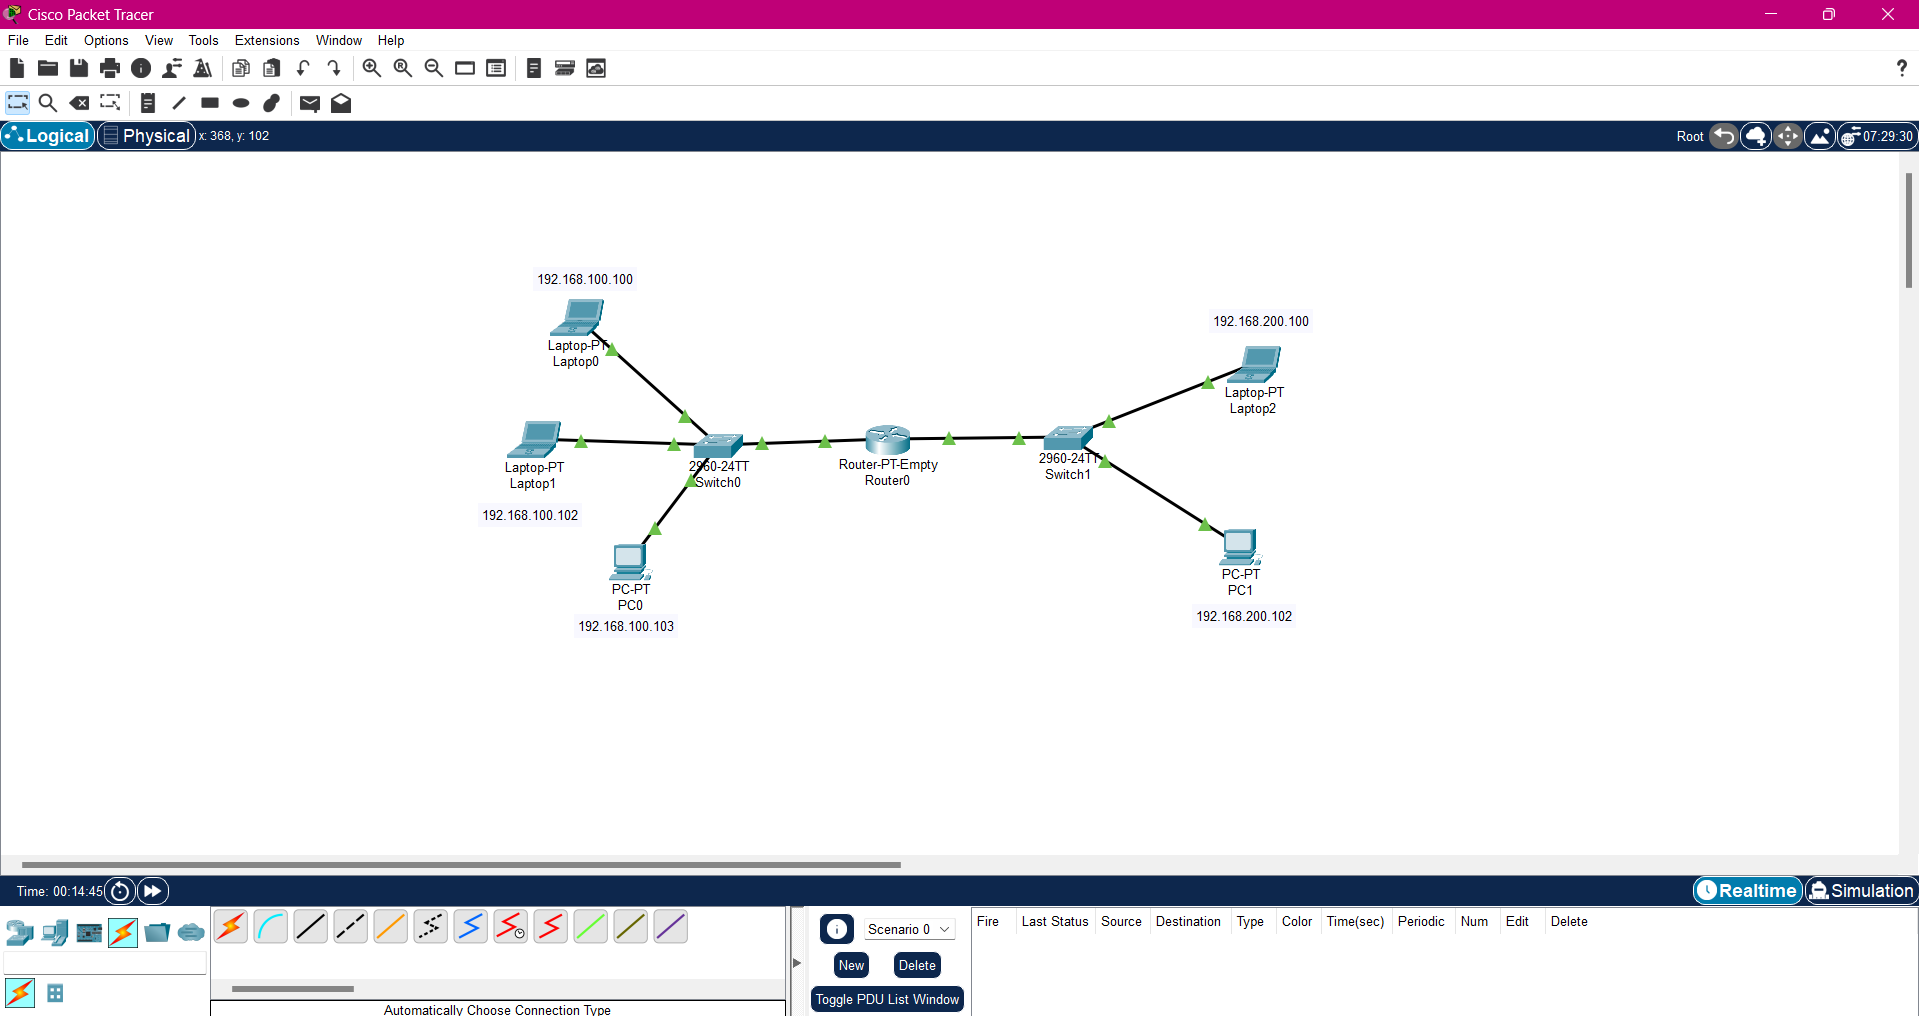 Cisco Packet Tracer
File Edit Options View Tools Extensions Window Help
Logical Physical x: 368, y: 102 Root 07:29:30
192.168.100.100
Laptop-PT
Laptop0
192.168.200.100
Laptop-PT
Laptop2
Laptop-PT
Laptop1
192.168.100.102
2960-24TT
Switch0
Router-PT-Empty
Router0
2960-24TT
Switch1
PC-PT
PC0
192.168.100.103
PC-PT
PC1
192.168.200.102
Time: 00:14:45 Realtime Simulation
Scenario 0
New Delete
Toggle PDU List Window
Fire Last Status Source Destination Type Color Time(sec) Periodic Num Edit Delete
Automatically Choose Connection Type